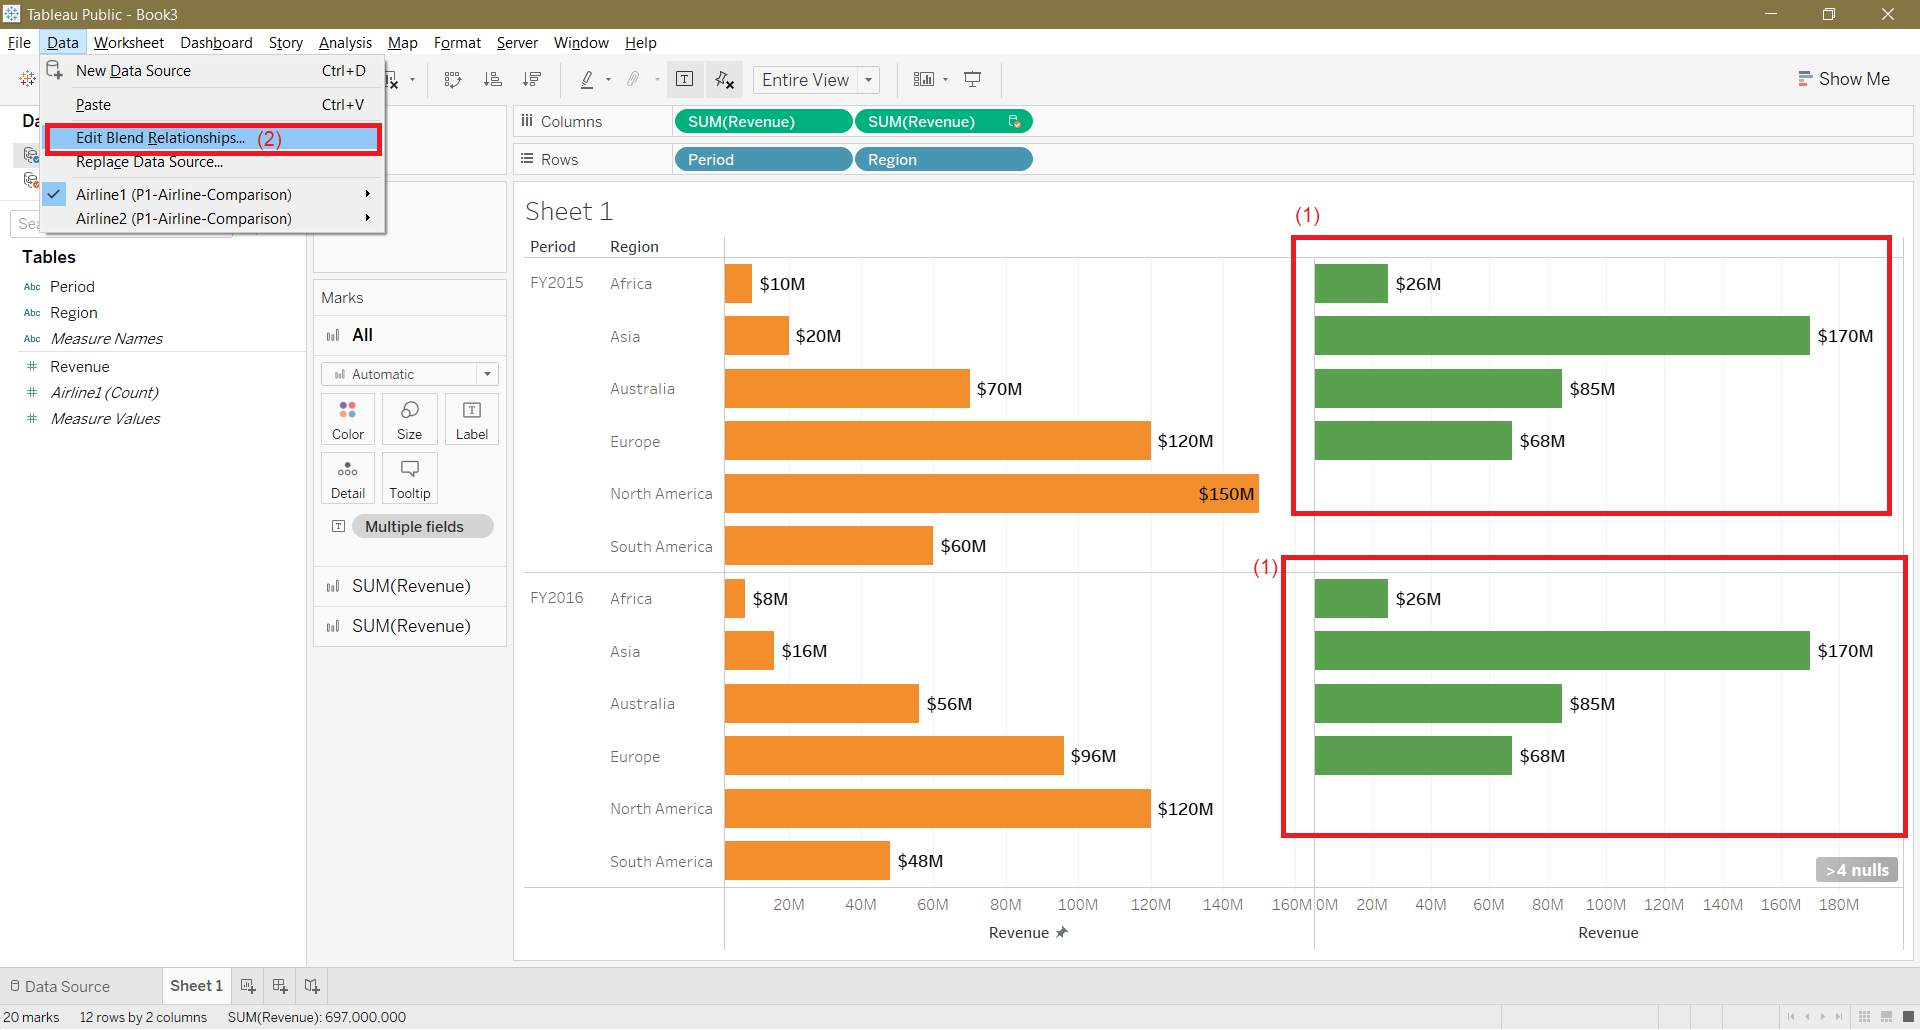 Tableau Public - Book3
File Data Worksheet Dashboard Story Analysis Map Format Server Window Help
New Data Source Ctrl+D
Paste Ctrl+V
Edit Blend Relationships... (2)
Replace Data Source...
Airline1 (P1-Airline-Comparison)
Airline2 (P1-Airline-Comparison)
Entire View
Show Me
Columns SUM(Revenue) SUM(Revenue)
Rows Period Region
Tables
Abc Period
Abc Region
Abc Measure Names
# Revenue
# Airline1 (Count)
# Measure Values
Marks
All
Automatic
Color Size Label
Detail Tooltip
Multiple fields
SUM(Revenue)
SUM(Revenue)
Sheet 1
(1)
Period Region
FY2015 Africa $10M $26M
Asia $20M $170M
Australia $70M $85M
Europe $120M $68M
North America $150M
South America $60M
(1)
FY2016 Africa $8M $26M
Asia $16M $170M
Australia $56M $85M
Europe $96M $68M
North America $120M
South America $48M
>4 nulls
20M 40M 60M 80M 100M 120M 140M 160M 0M 20M 40M 60M 80M 100M 120M 140M 160M 180M
Revenue Revenue
Data Source Sheet 1
20 marks 12 rows by 2 columns SUM(Revenue): 697,000,000